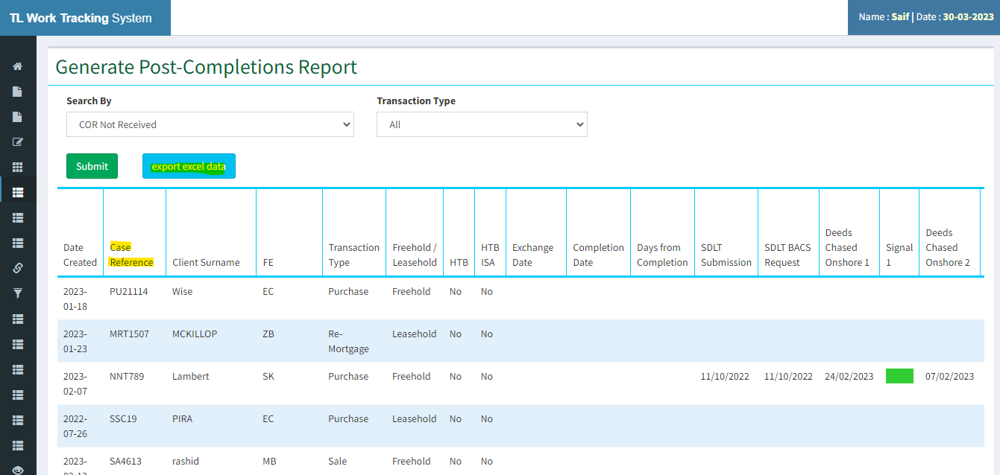 TL Work Tracking System
Name : Saif | Date : 30-03-2023
Generate Post-Completions Report
Search By
Transaction Type
COR Not Received
All
Submit
export excel data
Date Created
Case Reference
Client Surname
FE
Transaction Type
Freehold / Leasehold
HTB
HTB ISA
Exchange Date
Completion Date
Days from Completion
SDLT Submission
SDLT BACS Request
Deeds Chased Onshore 1
Signal 1
Deeds Chased Onshore 2
2023-01-18 PU21114 Wise EC Purchase Freehold No No
2023-01-23 MRT1507 MCKILLOP ZB Re-Mortgage Leasehold No No
2023-02-07 NNT789 Lambert SK Purchase Freehold No No 11/10/2022 11/10/2022 24/02/2023 07/02/2023
2022-07-26 SSC19 PIRA EC Purchase Leasehold No No
2023- SA4613 rashid MB Sale Freehold No No